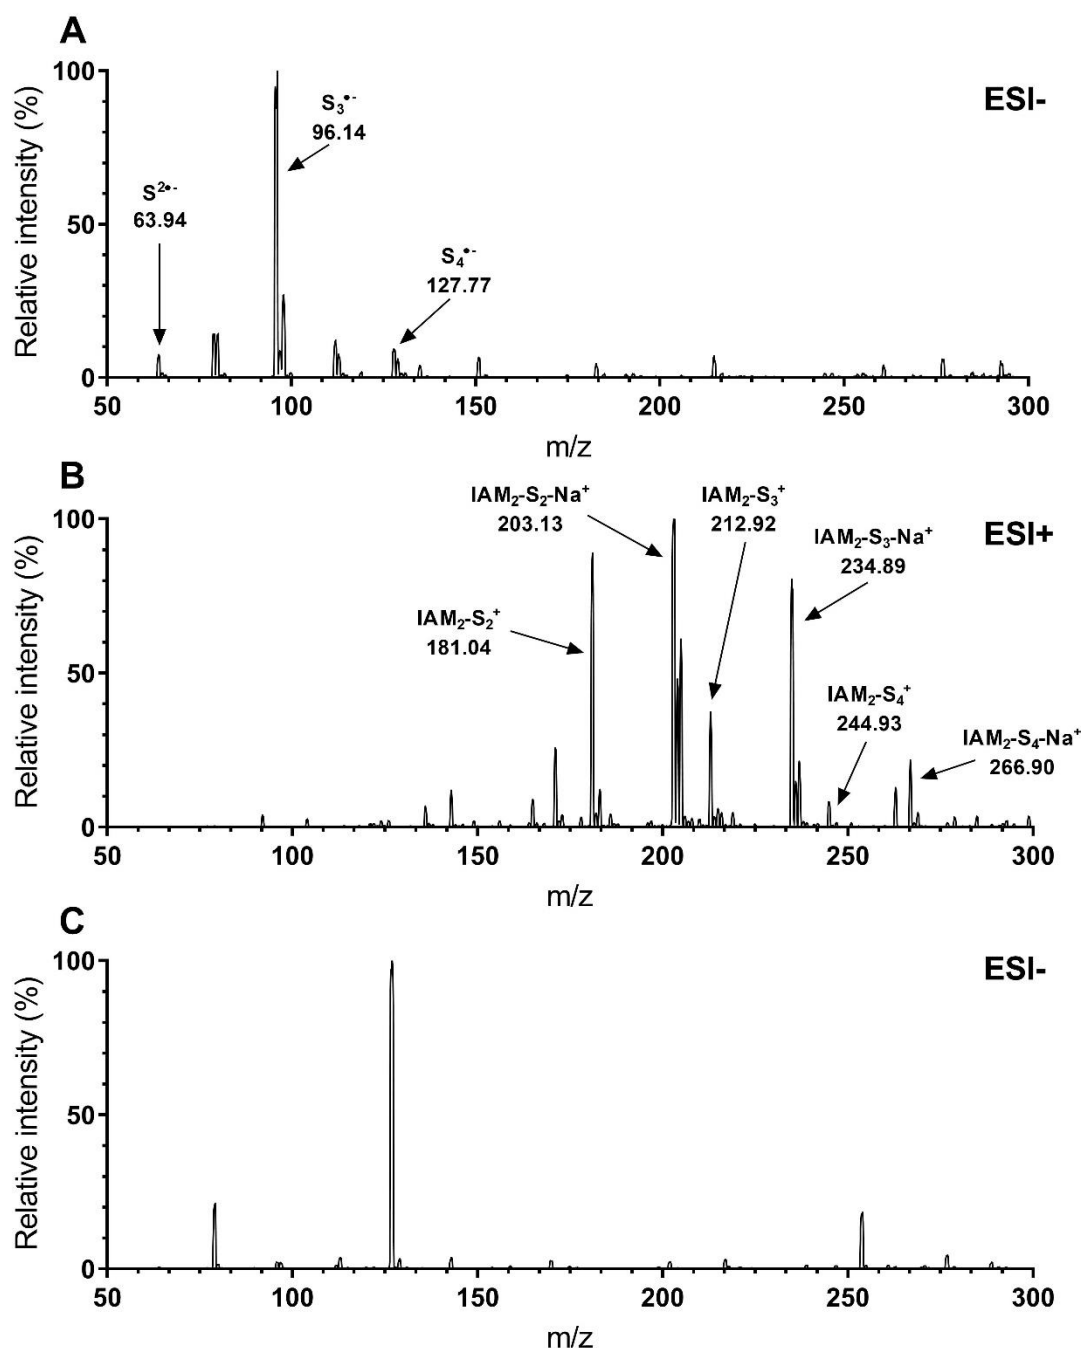 A
ESI-
Relative intensity (%)
100
50
0
S₃•-
96.14
S²•-
63.94
S₄•-
127.77
50 100 150 200 250 300
m/z
B
ESI+
Relative intensity (%)
100
50
0
IAM₂-S₂-Na⁺
203.13
IAM₂-S₃⁺
212.92
IAM₂-S₃-Na⁺
234.89
IAM₂-S₂⁺
181.04
IAM₂-S₄⁺
244.93
IAM₂-S₄-Na⁺
266.90
50 100 150 200 250 300
m/z
C
ESI-
Relative intensity (%)
100
50
0
50 100 150 200 250 300
m/z